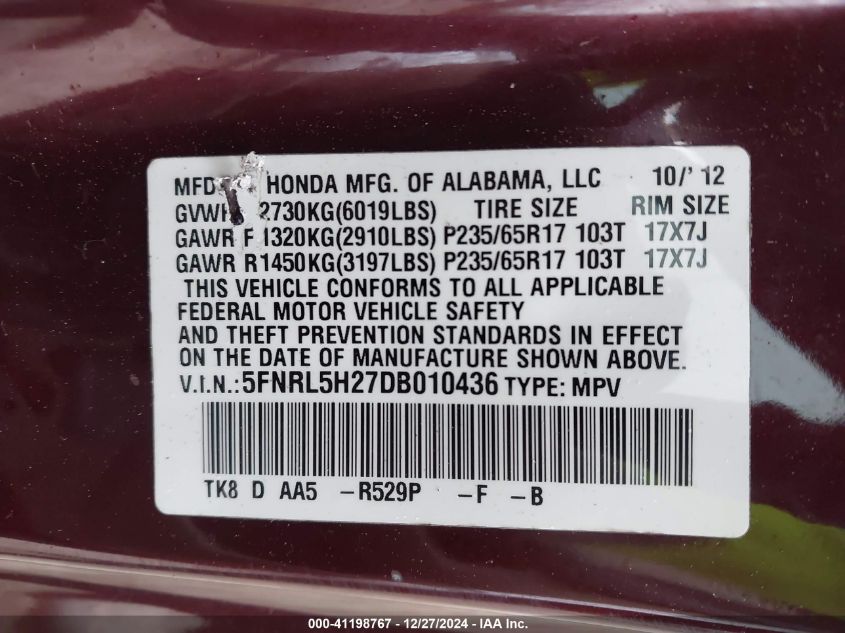 MFD HONDA MFG. OF ALABAMA, LLC 10/'12
GVWR 2730KG(6019LBS) TIRE SIZE RIM SIZE
GAWR F 1320KG(2910LBS) P235/65R17 103T 17X7J
GAWR R1450KG(3197LBS) P235/65R17 103T 17X7J
THIS VEHICLE CONFORMS TO ALL APPLICABLE
FEDERAL MOTOR VEHICLE SAFETY
AND THEFT PREVENTION STANDARDS IN EFFECT
ON THE DATE OF MANUFACTURE SHOWN ABOVE.
V.I.N.:5FNRL5H27DB010436 TYPE: MPV
TK8 D AA5 -R529P -F -B
000-41198767 - 12/27/2024 - IAA Inc.